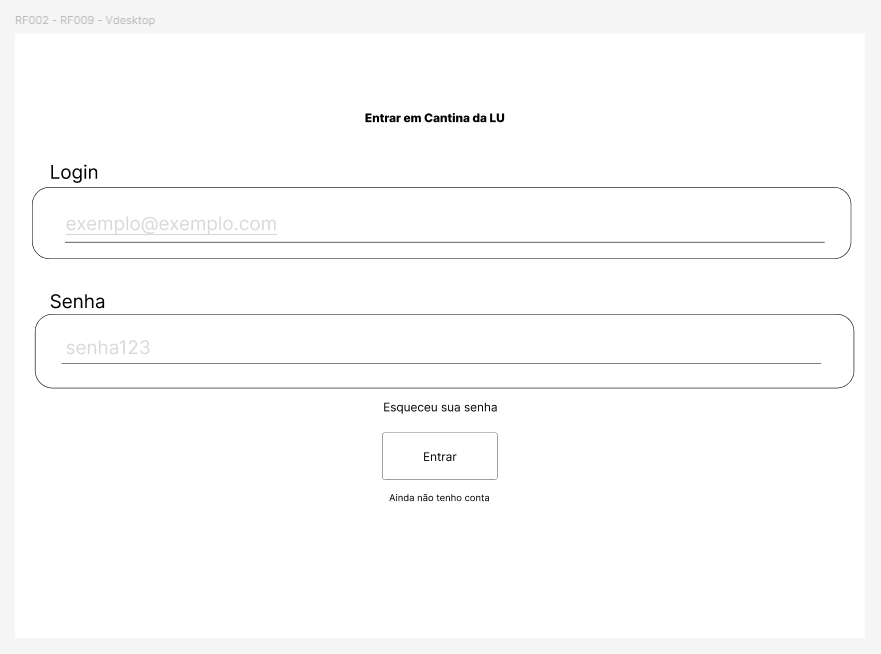 RF002 - RF009 - Vdesktop
Entrar em Cantina da LU
Login
exemplo@exemplo.com
Senha
senha123
Esqueceu sua senha
Entrar
Ainda não tenho conta